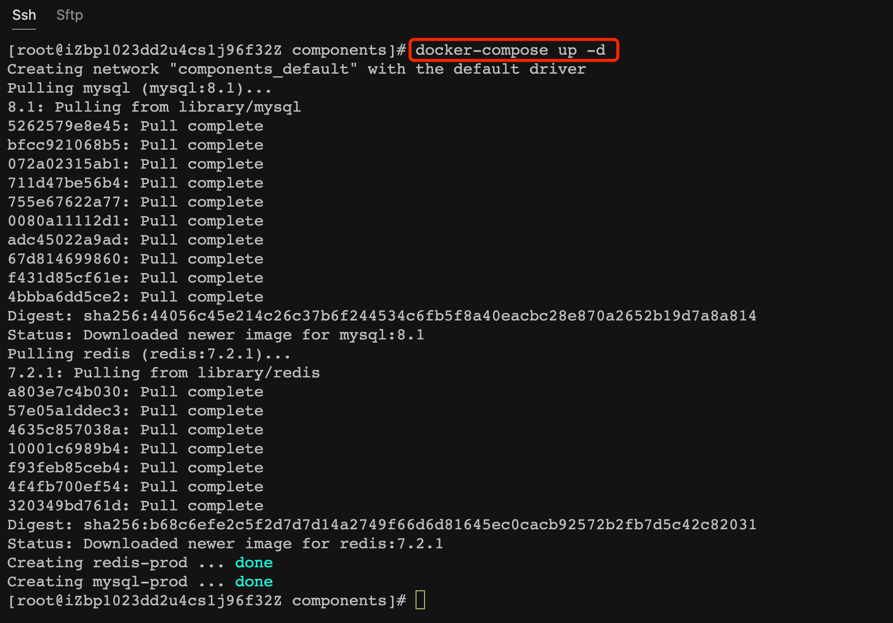 Ssh Sftp
[root@iZbp1023dd2u4cs1j96f32Z components]# docker-compose up -d
Creating network "components_default" with the default driver
Pulling mysql (mysql:8.1)...
8.1: Pulling from library/mysql
5262579e8e45: Pull complete
bfcc921068b5: Pull complete
072a02315ab1: Pull complete
711d47be56b4: Pull complete
755e67622a77: Pull complete
0080a11112d1: Pull complete
adc45022a9ad: Pull complete
67d814699860: Pull complete
f431d85cf61e: Pull complete
4bbba6dd5ce2: Pull complete
Digest: sha256:44056c45e214c26c37b6f244534c6fb5f8a40eacbc28e870a2652b19d7a8a814
Status: Downloaded newer image for mysql:8.1
Pulling redis (redis:7.2.1)...
7.2.1: Pulling from library/redis
a803e7c4b030: Pull complete
57e05a1ddec3: Pull complete
4635c857038a: Pull complete
10001c6989b4: Pull complete
f93feb85ceb4: Pull complete
4f4fb700ef54: Pull complete
320349bd761d: Pull complete
Digest: sha256:b68c6efe2c5f2d7d7d14a2749f66d6d81645ec0cacb92572b2fb7d5c42c82031
Status: Downloaded newer image for redis:7.2.1
Creating redis-prod ... done
Creating mysql-prod ... done
[root@iZbp1023dd2u4cs1j96f32Z components]#